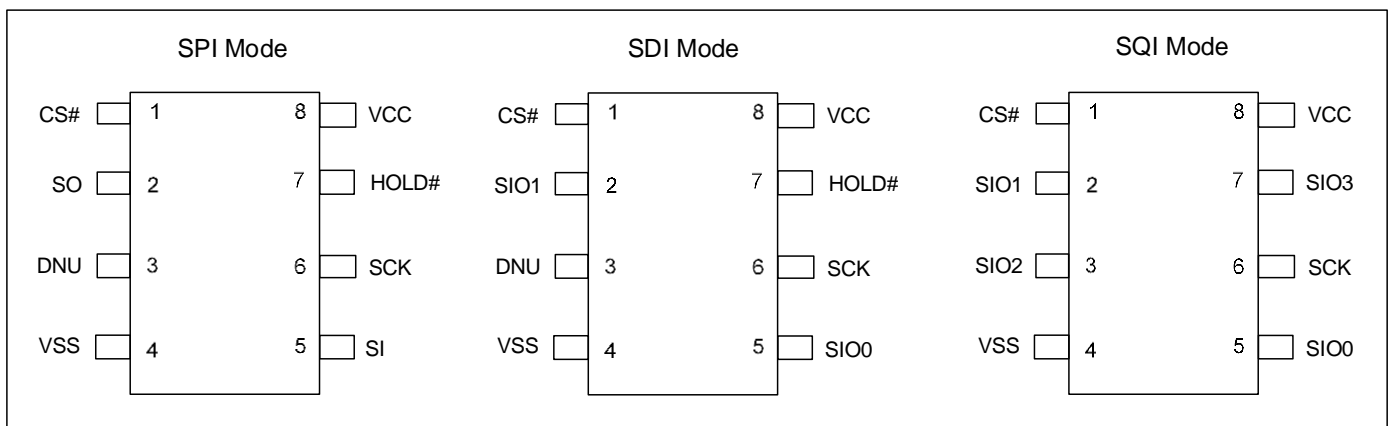 SPI Mode
CS# 1 8 VCC
SO 2 7 HOLD#
DNU 3 6 SCK
VSS 4 5 SI
SDI Mode
CS# 1 8 VCC
SIO1 2 7 HOLD#
DNU 3 6 SCK
VSS 4 5 SIO0
SQI Mode
CS# 1 8 VCC
SIO1 2 7 SIO3
SIO2 3 6 SCK
VSS 4 5 SIO0